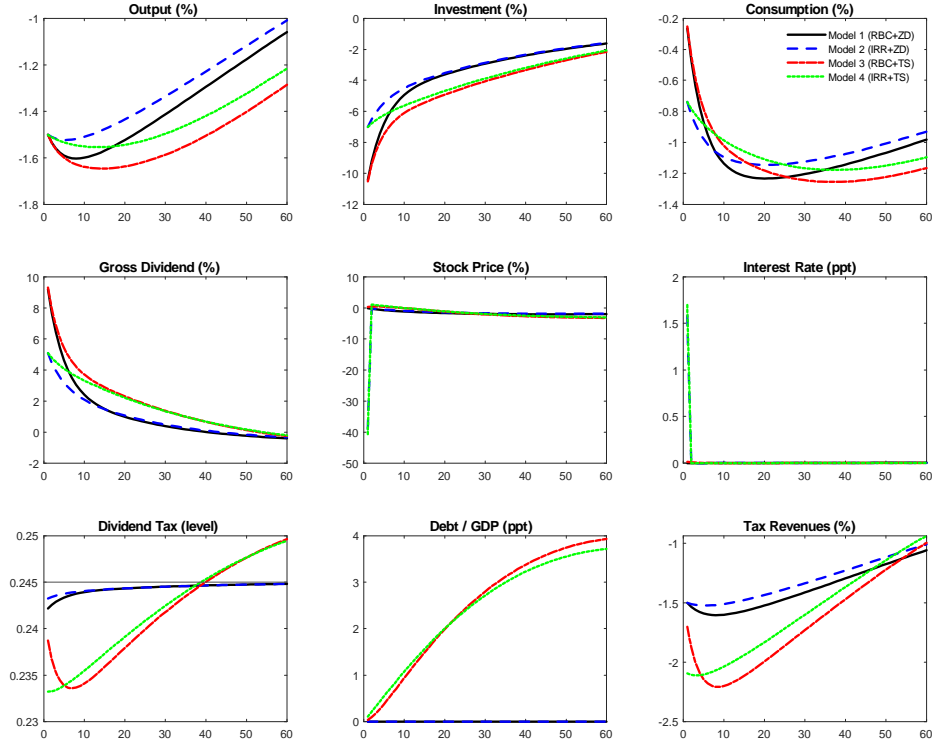 Output (%)
-1
-1.2
-1.4
-1.6
-1.8
0 10 20 30 40 50 60
Investment (%)
0
-2
-4
-6
-8
-10
-12
0 10 20 30 40 50 60
Consumption (%)
-0.2
-0.4
-0.6
-0.8
-1
-1.2
-1.4
0 10 20 30 40 50 60
Model 1 (RBC+ZD)
Model 2 (IRR+ZD)
Model 3 (RBC+TS)
Model 4 (IRR+TS)
Gross Dividend (%)
10
8
6
4
2
0
-2
0 10 20 30 40 50 60
Stock Price (%)
10
0
-10
-20
-30
-40
-50
0 10 20 30 40 50 60
Interest Rate (ppt)
2
1.5
1
0.5
0
0 10 20 30 40 50 60
Dividend Tax (level)
0.25
0.245
0.24
0.235
0.23
0 10 20 30 40 50 60
Debt / GDP (ppt)
4
3
2
1
0
0 10 20 30 40 50 60
Tax Revenues (%)
-1
-1.5
-2
-2.5
0 10 20 30 40 50 60